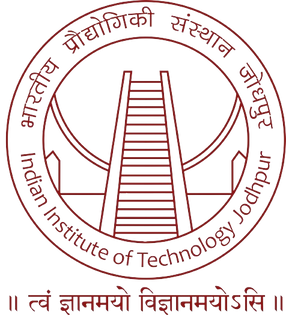 भारतीय प्रौद्योगिकी संस्थान जोधपुर
Indian Institute of Technology Jodhpur
॥ त्वं ज्ञानमयो विज्ञानमयोऽसि ॥